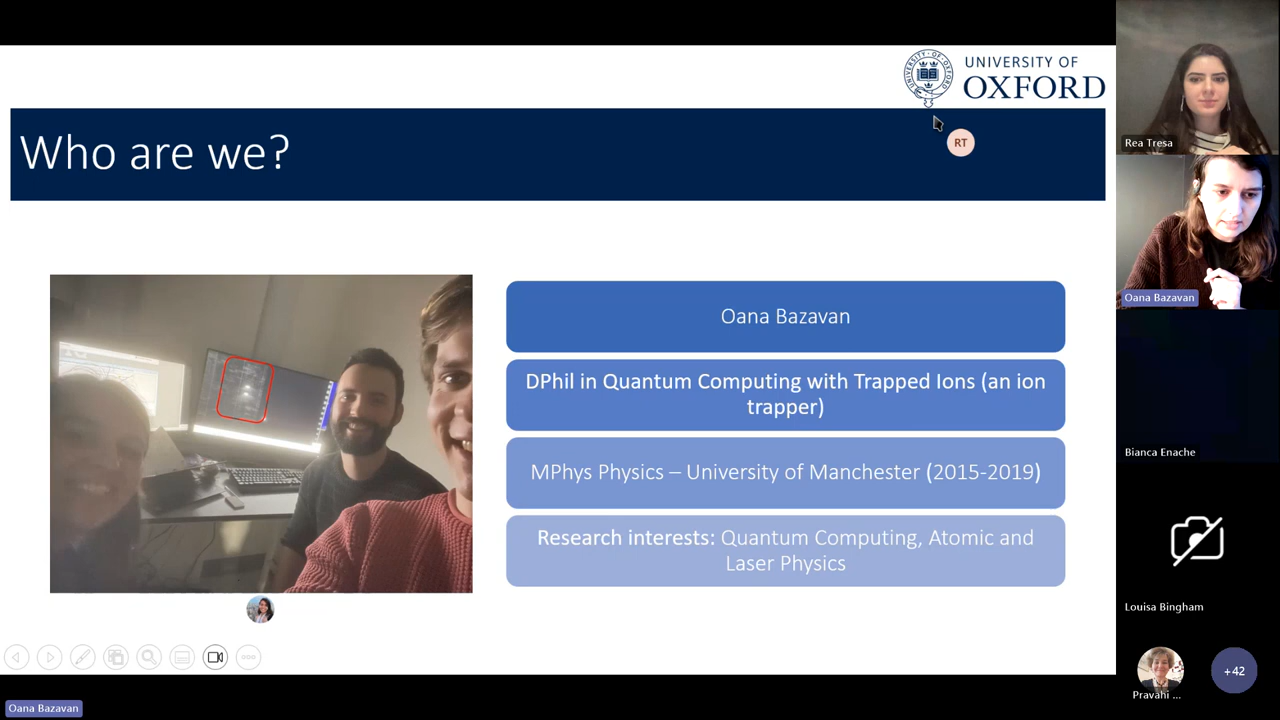 UNIVERSITY OF
OXFORD
Who are we?
RT
Oana Bazavan
DPhil in Quantum Computing with Trapped Ions (an ion
trapper)
MPhys Physics – University of Manchester (2015-2019)
Research interests: Quantum Computing, Atomic and
Laser Physics
Rea Tresa
Oana Bazavan
Bianca Enache
Louisa Bingham
Pravahi ...
+42
Oana Bazavan